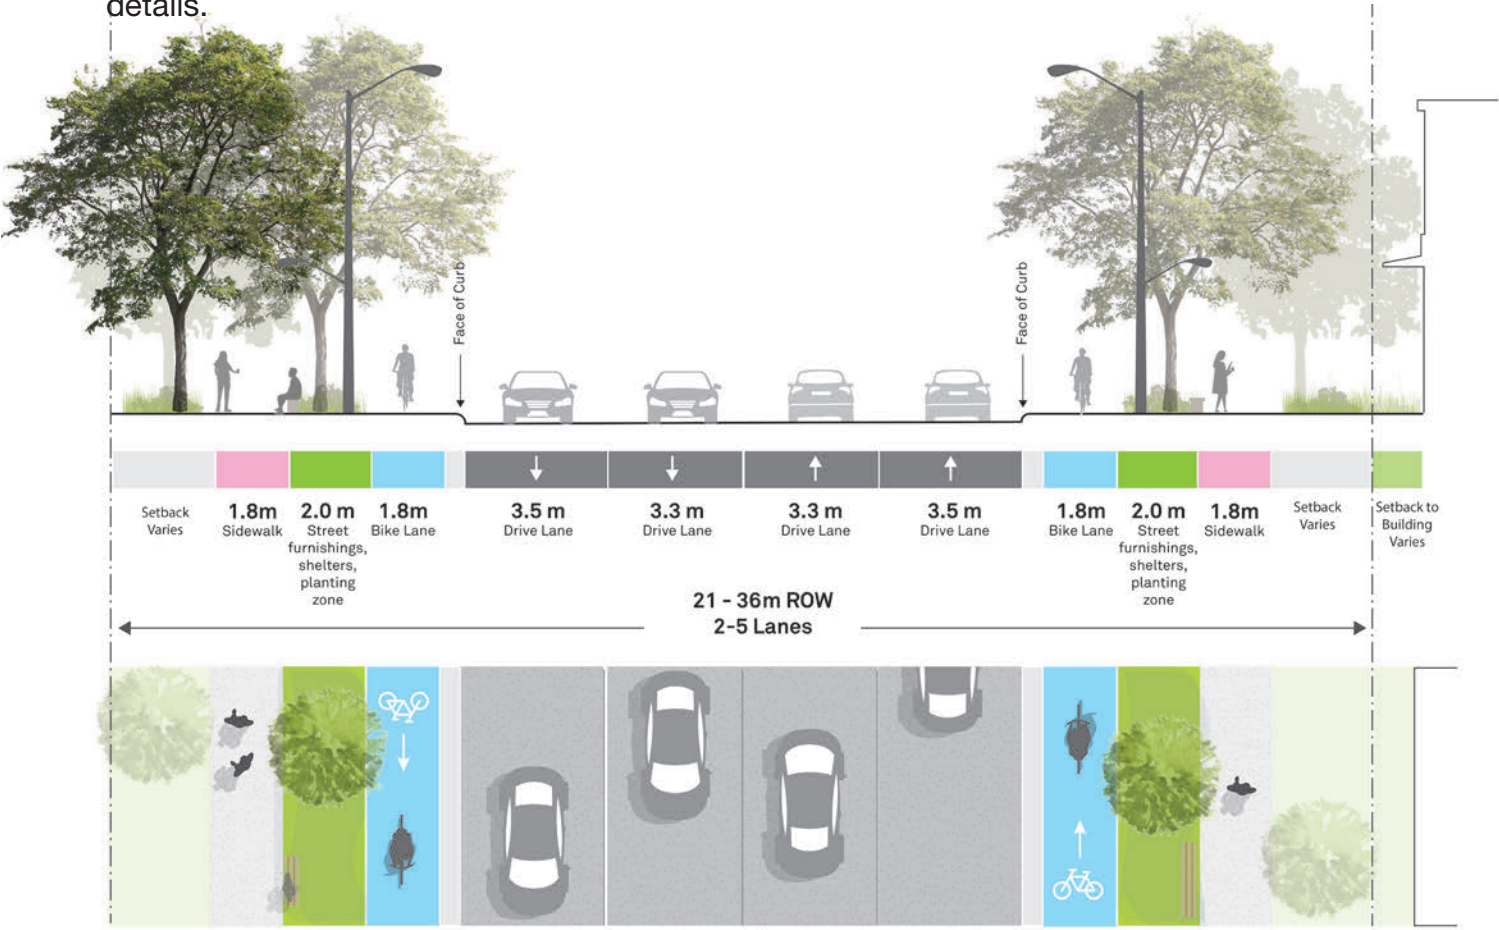 details.
Face of Curb
Face of Curb
Setback
Varies
1.8m
Sidewalk
2.0 m
Street
furnishings,
shelters,
planting
zone
1.8m
Bike Lane
3.5 m
Drive Lane
3.3 m
Drive Lane
3.3 m
Drive Lane
3.5 m
Drive Lane
1.8m
Bike Lane
2.0 m
Street
furnishings,
shelters,
planting
zone
1.8m
Sidewalk
Setback
Varies
Setback to
Building
Varies
21 - 36m ROW
2-5 Lanes